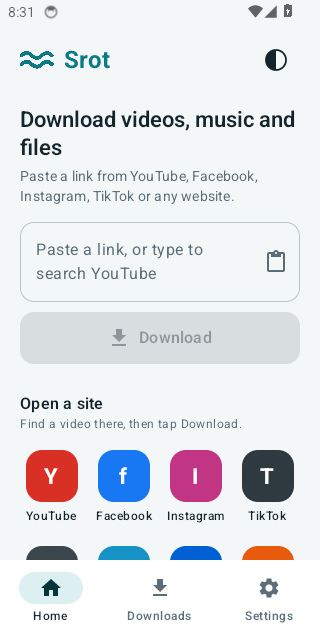 8:31
Srot
Download videos, music and
files
Paste a link from YouTube, Facebook,
Instagram, TikTok or any website.
Paste a link, or type to
search YouTube
Download
Open a site
Find a video there, then tap Download.
Y f I T
YouTube Facebook Instagram TikTok
Home Downloads Settings